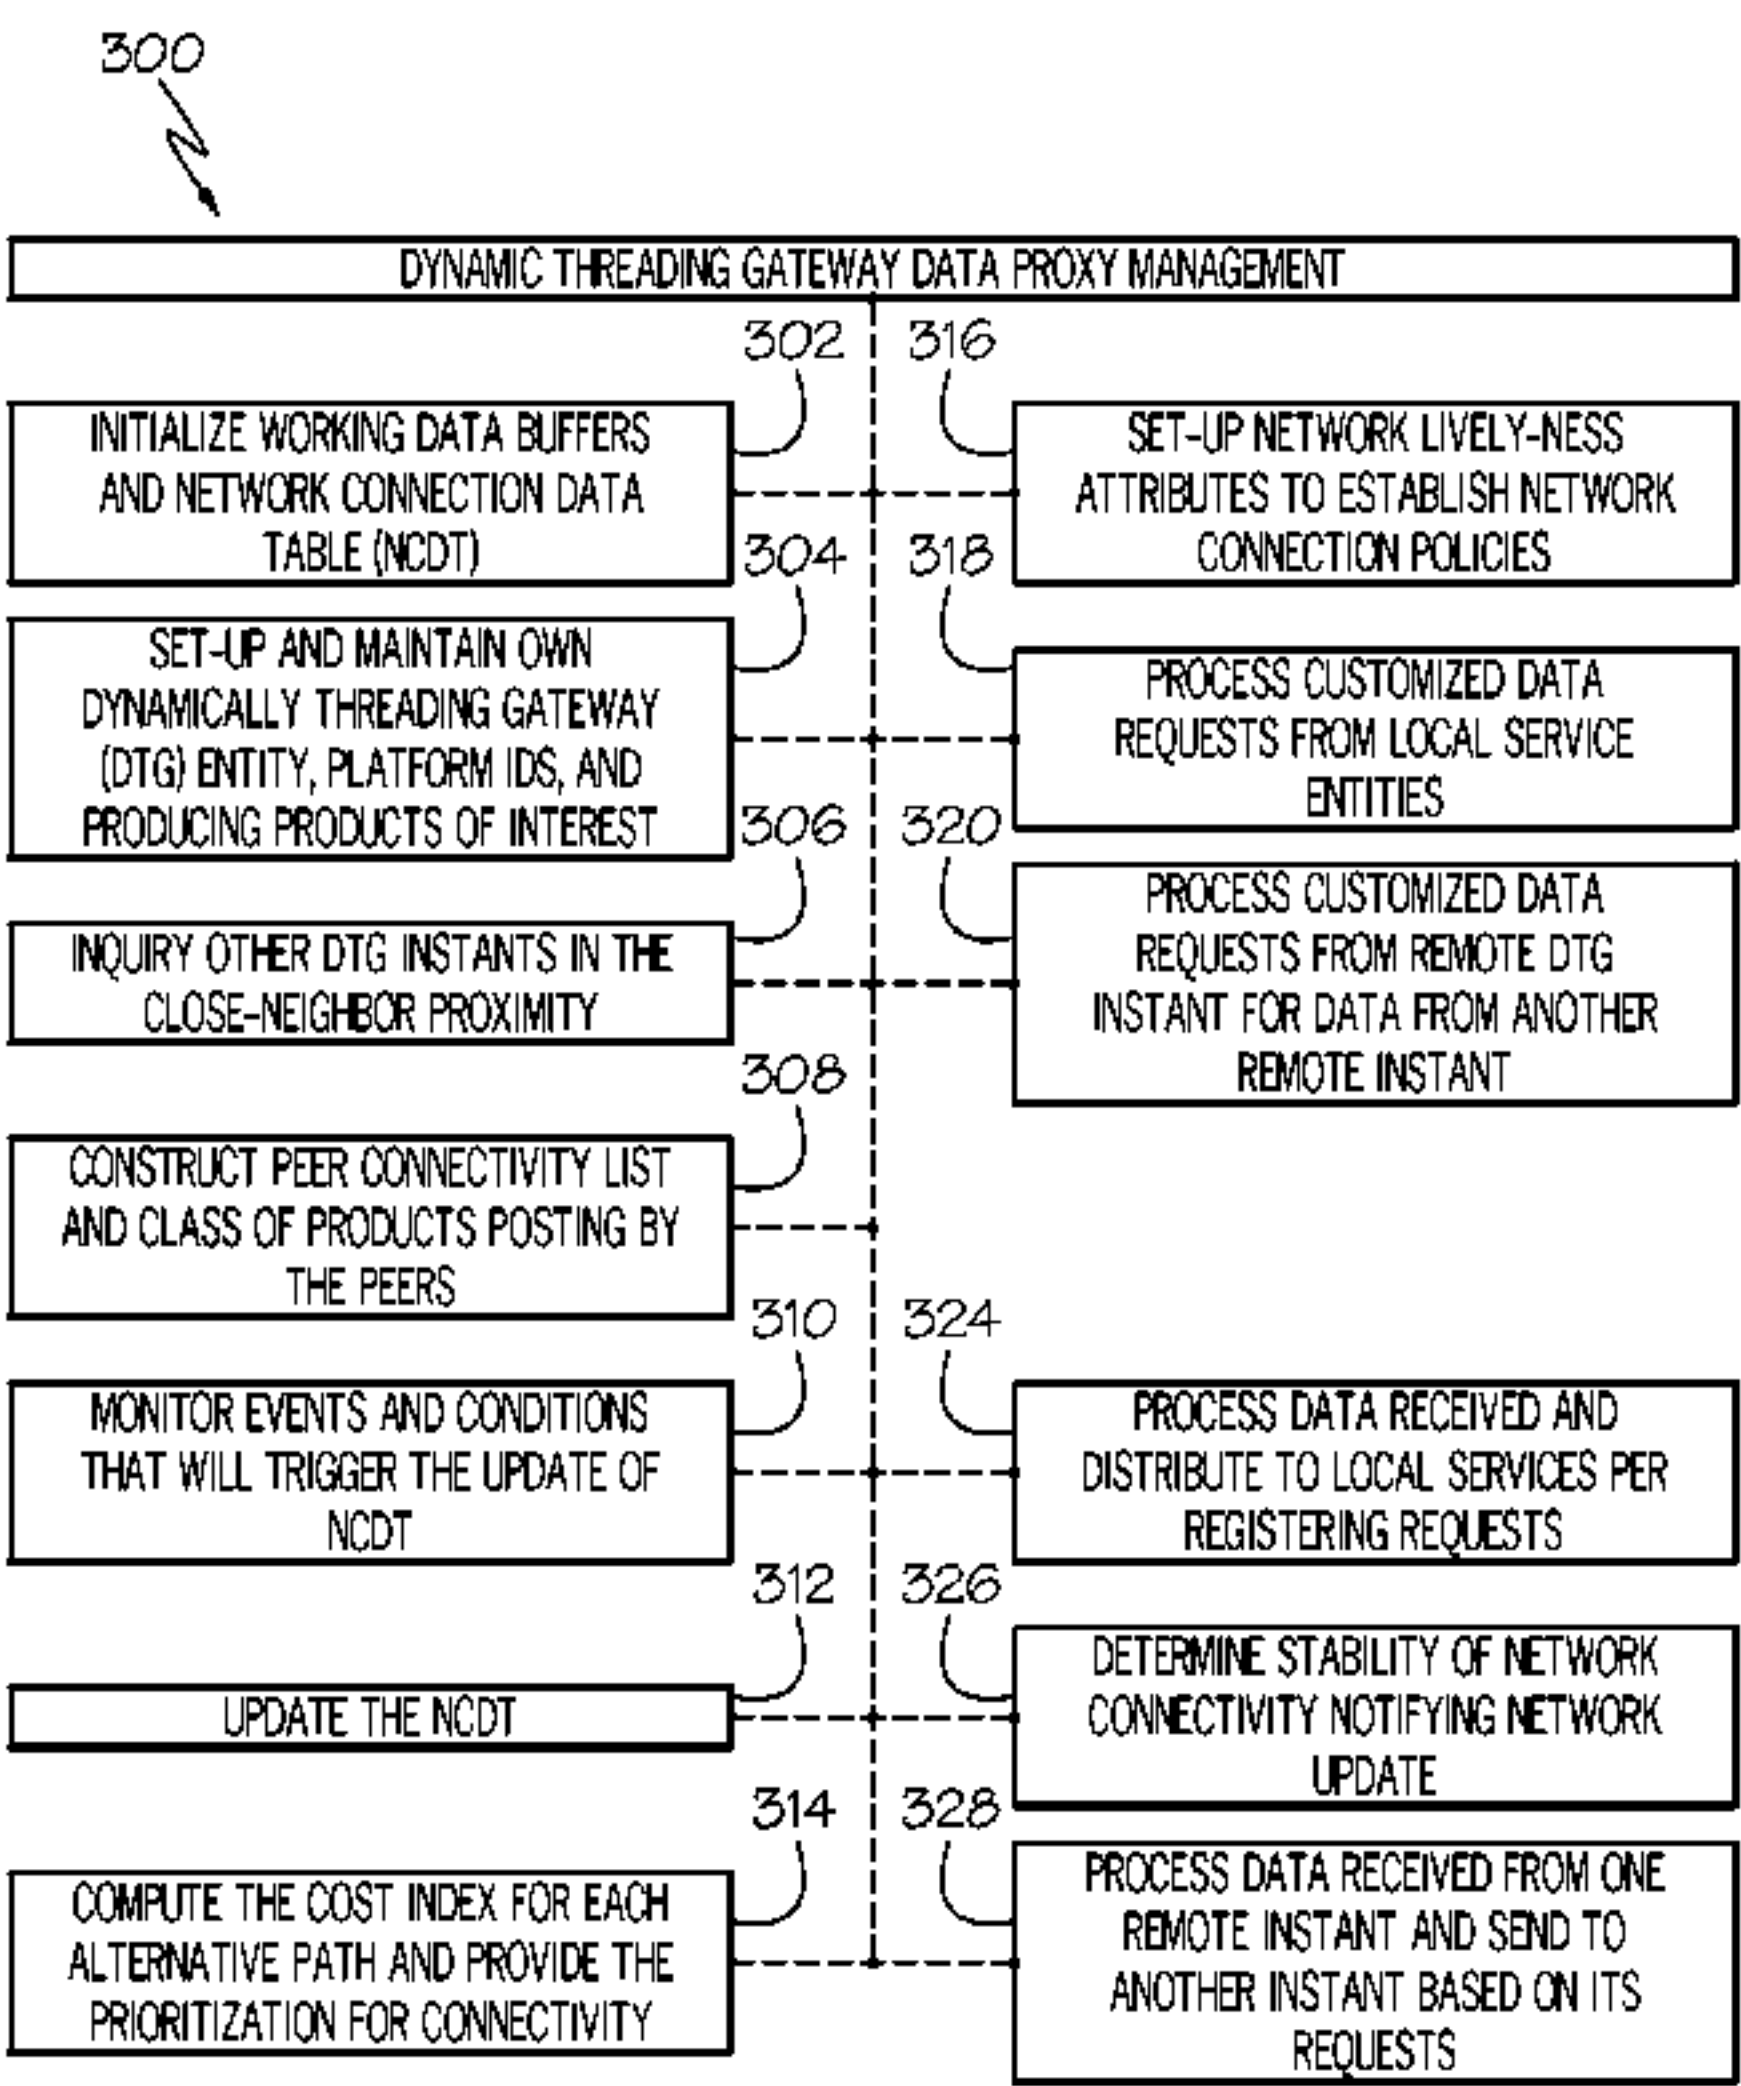 300
DYNAMIC THREADING GATEWAY DATA PROXY MANAGEMENT
302
INITIALIZE WORKING DATA BUFFERS
AND NETWORK CONNECTION DATA
TABLE (NCDT)
304
SET-UP AND MAINTAIN OWN
DYNAMICALLY THREADING GATEWAY
(DTG) ENTITY, PLATFORM IDS, AND
PRODUCING PRODUCTS OF INTEREST
306
INQUIRY OTHER DTG INSTANTS IN THE
CLOSE-NEIGHBOR PROXIMITY
308
CONSTRUCT PEER CONNECTIVITY LIST
AND CLASS OF PRODUCTS POSTING BY
THE PEERS
310
MONITOR EVENTS AND CONDITIONS
THAT WILL TRIGGER THE UPDATE OF
NCDT
312
UPDATE THE NCDT
314
COMPUTE THE COST INDEX FOR EACH
ALTERNATIVE PATH AND PROVIDE THE
PRIORITIZATION FOR CONNECTIVITY
316
SET-UP NETWORK LIVELY-NESS
ATTRIBUTES TO ESTABLISH NETWORK
CONNECTION POLICIES
318
PROCESS CUSTOMIZED DATA
REQUESTS FROM LOCAL SERVICE
ENTITIES
320
PROCESS CUSTOMIZED DATA
REQUESTS FROM REMOTE DTG
INSTANT FOR DATA FROM ANOTHER
REMOTE INSTANT
324
PROCESS DATA RECEIVED AND
DISTRIBUTE TO LOCAL SERVICES PER
REGISTERING REQUESTS
326
DETERMINE STABILITY OF NETWORK
CONNECTIVITY NOTIFYING NETWORK
UPDATE
328
PROCESS DATA RECEIVED FROM ONE
REMOTE INSTANT AND SEND TO
ANOTHER INSTANT BASED ON ITS
REQUESTS